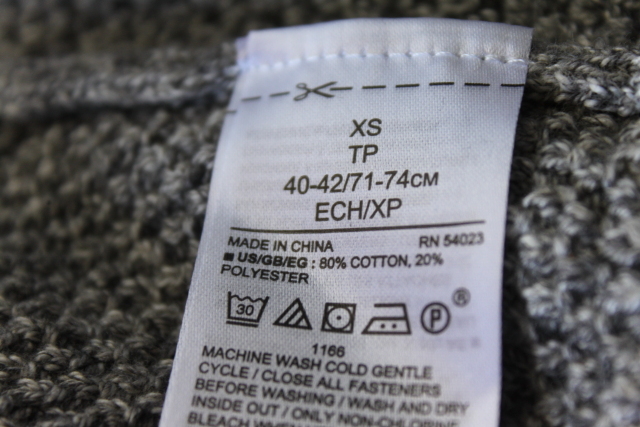 XS
TP
40-42/71-74CM
ECH/XP
MADE IN CHINA RN 54023
■ US/GB/EG : 80% COTTON, 20%
POLYESTER
30 P ®
1166
MACHINE WASH COLD GENTLE
CYCLE / CLOSE ALL FASTENERS
BEFORE WASHING / WASH AND DRY
INSIDE OUT / ONLY NON-CHLORINE
BLEACH WHEN